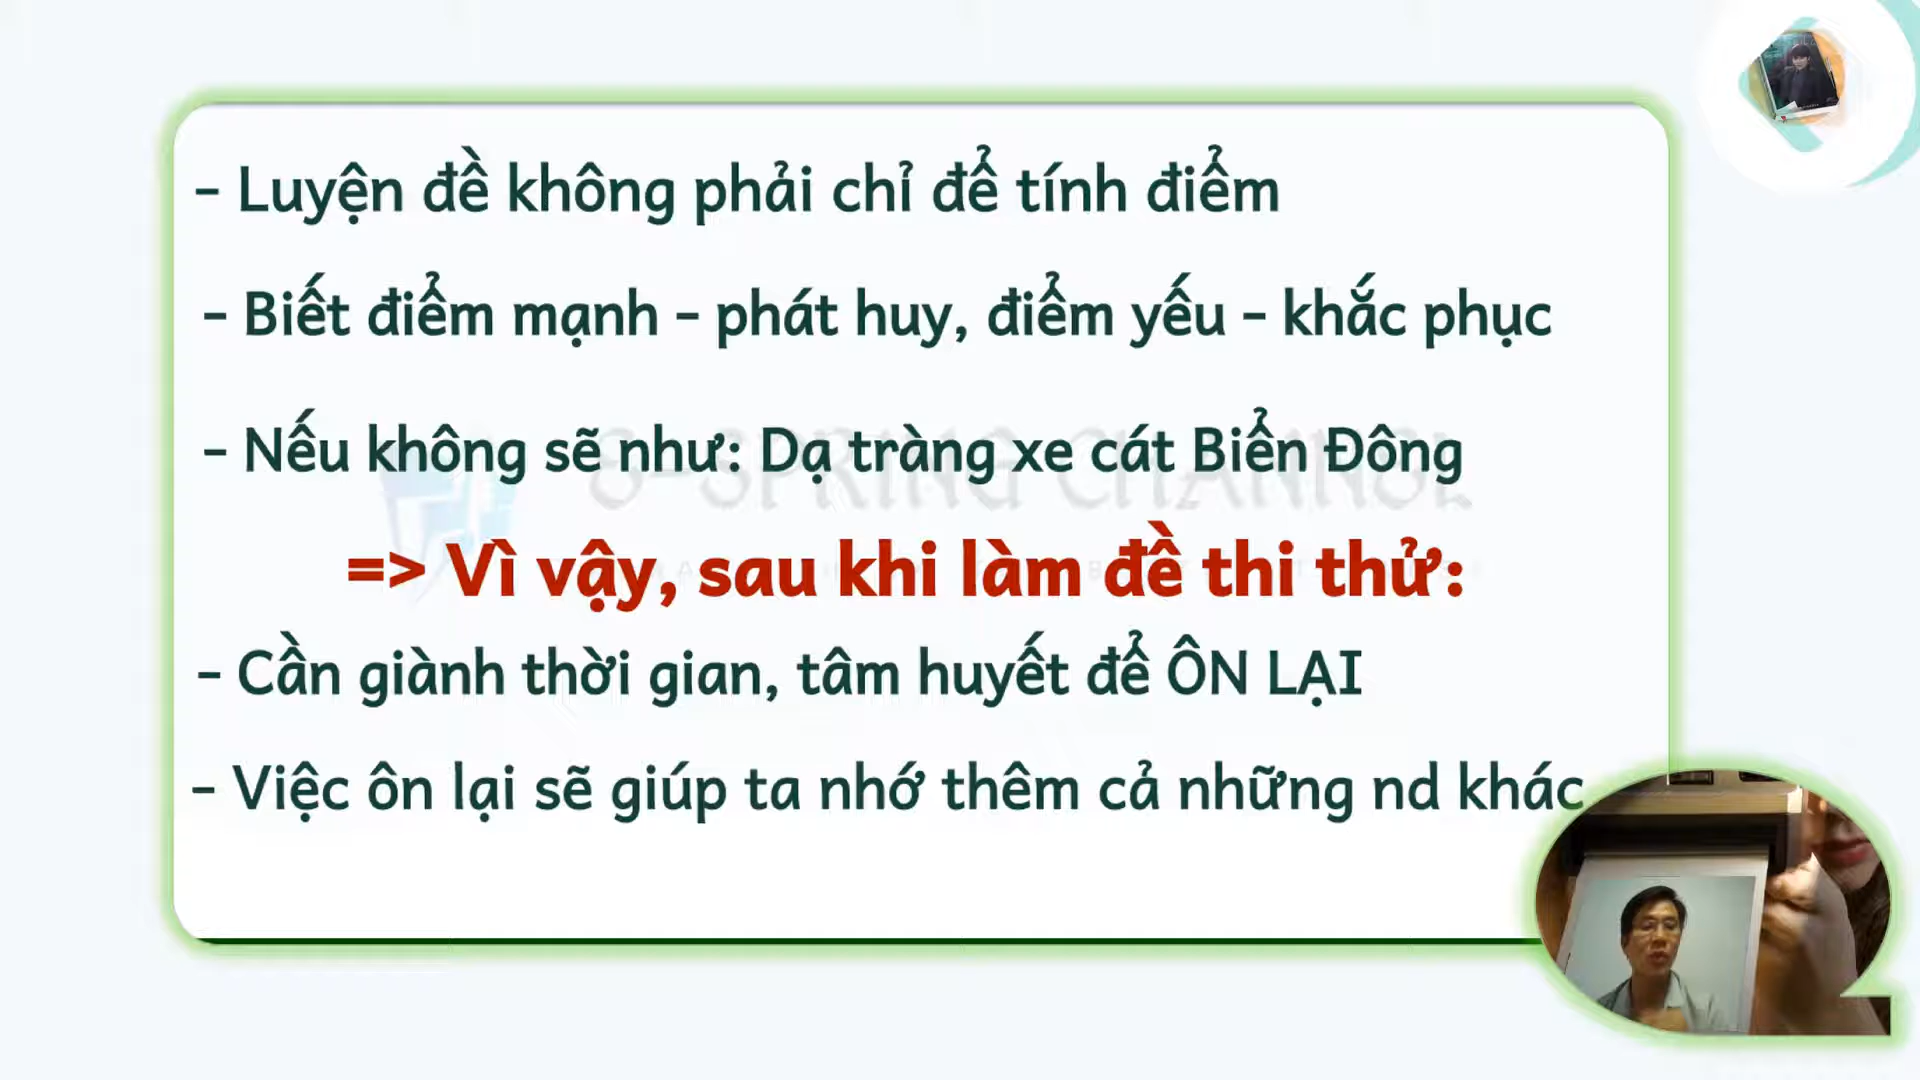 - Luyện đề không phải chỉ để tính điểm
- Biết điểm mạnh - phát huy, điểm yếu - khắc phục
- Nếu không sẽ như: Dạ tràng xe cát Biển Đông
S-SPRING CHANNEL
=> Vì vậy, sau khi làm đề thi thử:
- Cần giành thời gian, tâm huyết để ÔN LẠI
- Việc ôn lại sẽ giúp ta nhớ thêm cả những nd khác